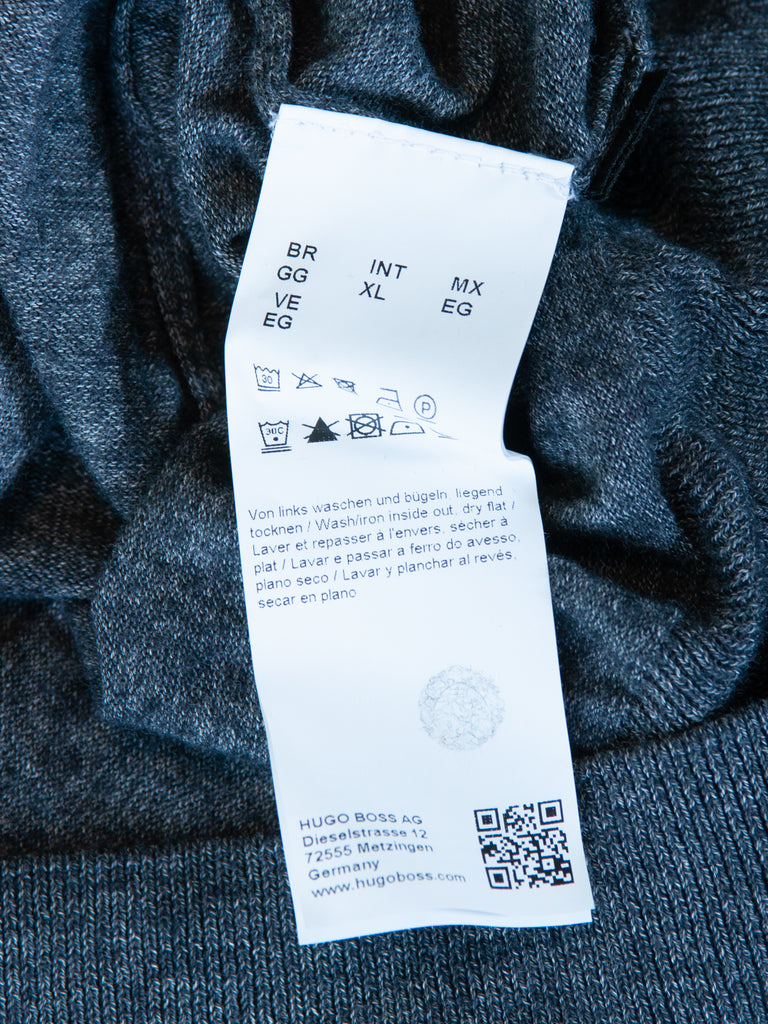 BR
GG
VE
EG
INT
XL
MX
EG
30
P
30C
Von links waschen und bügeln, liegend
tocknen / Wash/iron inside out, dry flat /
Laver et repasser à l'envers, sécher à
plat / Lavar e passar a ferro do avesso,
plano seco / Lavar y planchar al revés,
secar en plano
HUGO BOSS AG
Dieselstrasse 12
72555 Metzingen
Germany
www.hugoboss.com